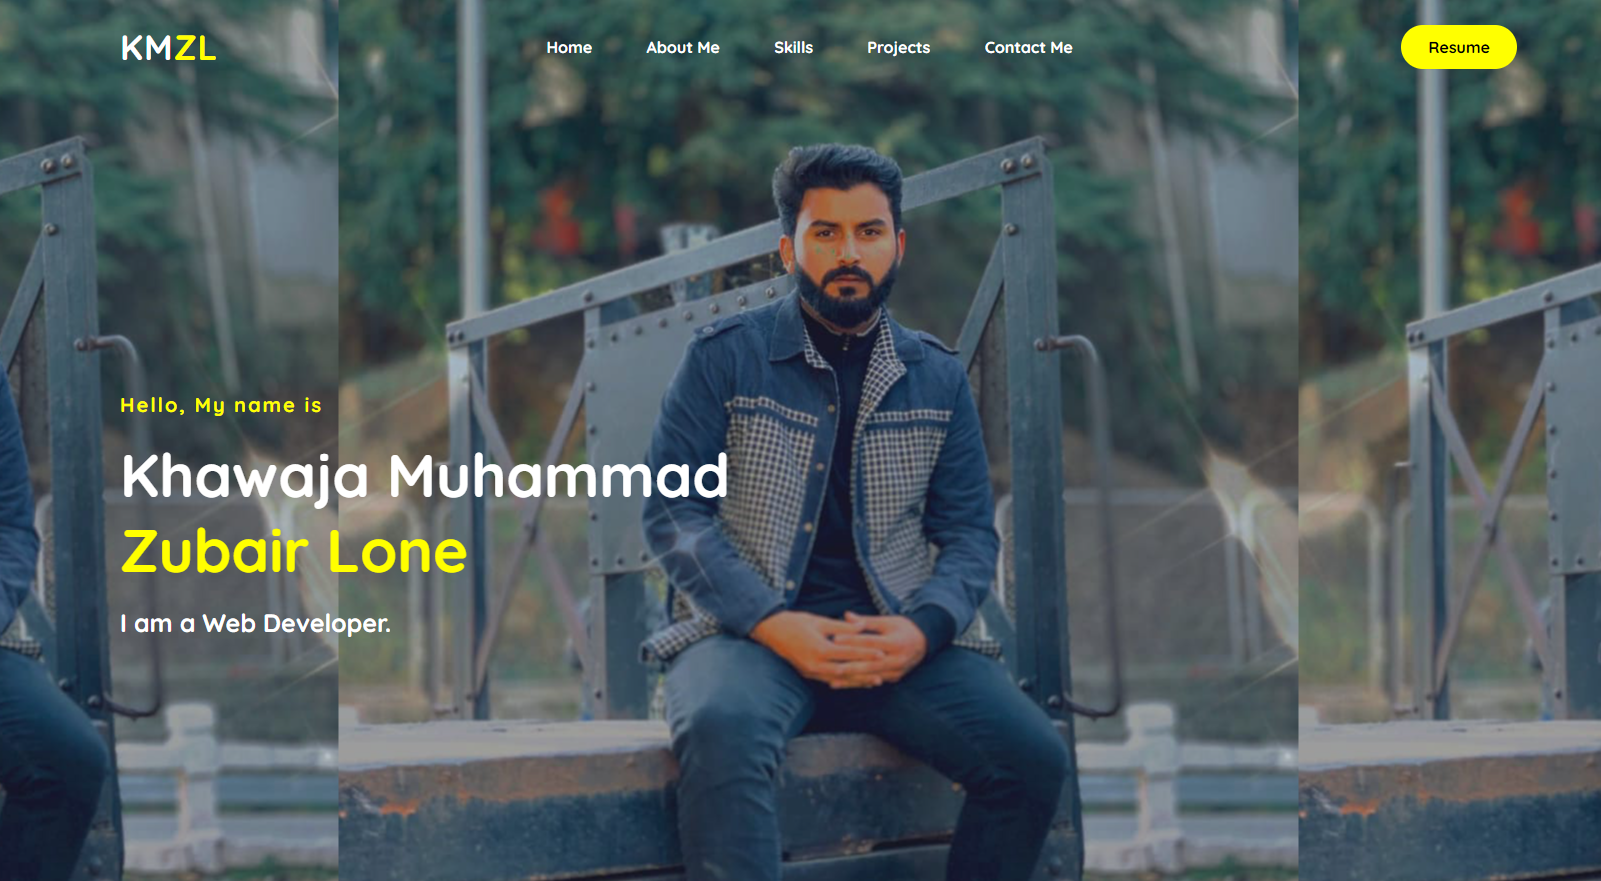 KMZL
Home About Me Skills Projects Contact Me
Resume
Hello, My name is
Khawaja Muhammad
Zubair Lone
I am a Web Developer.